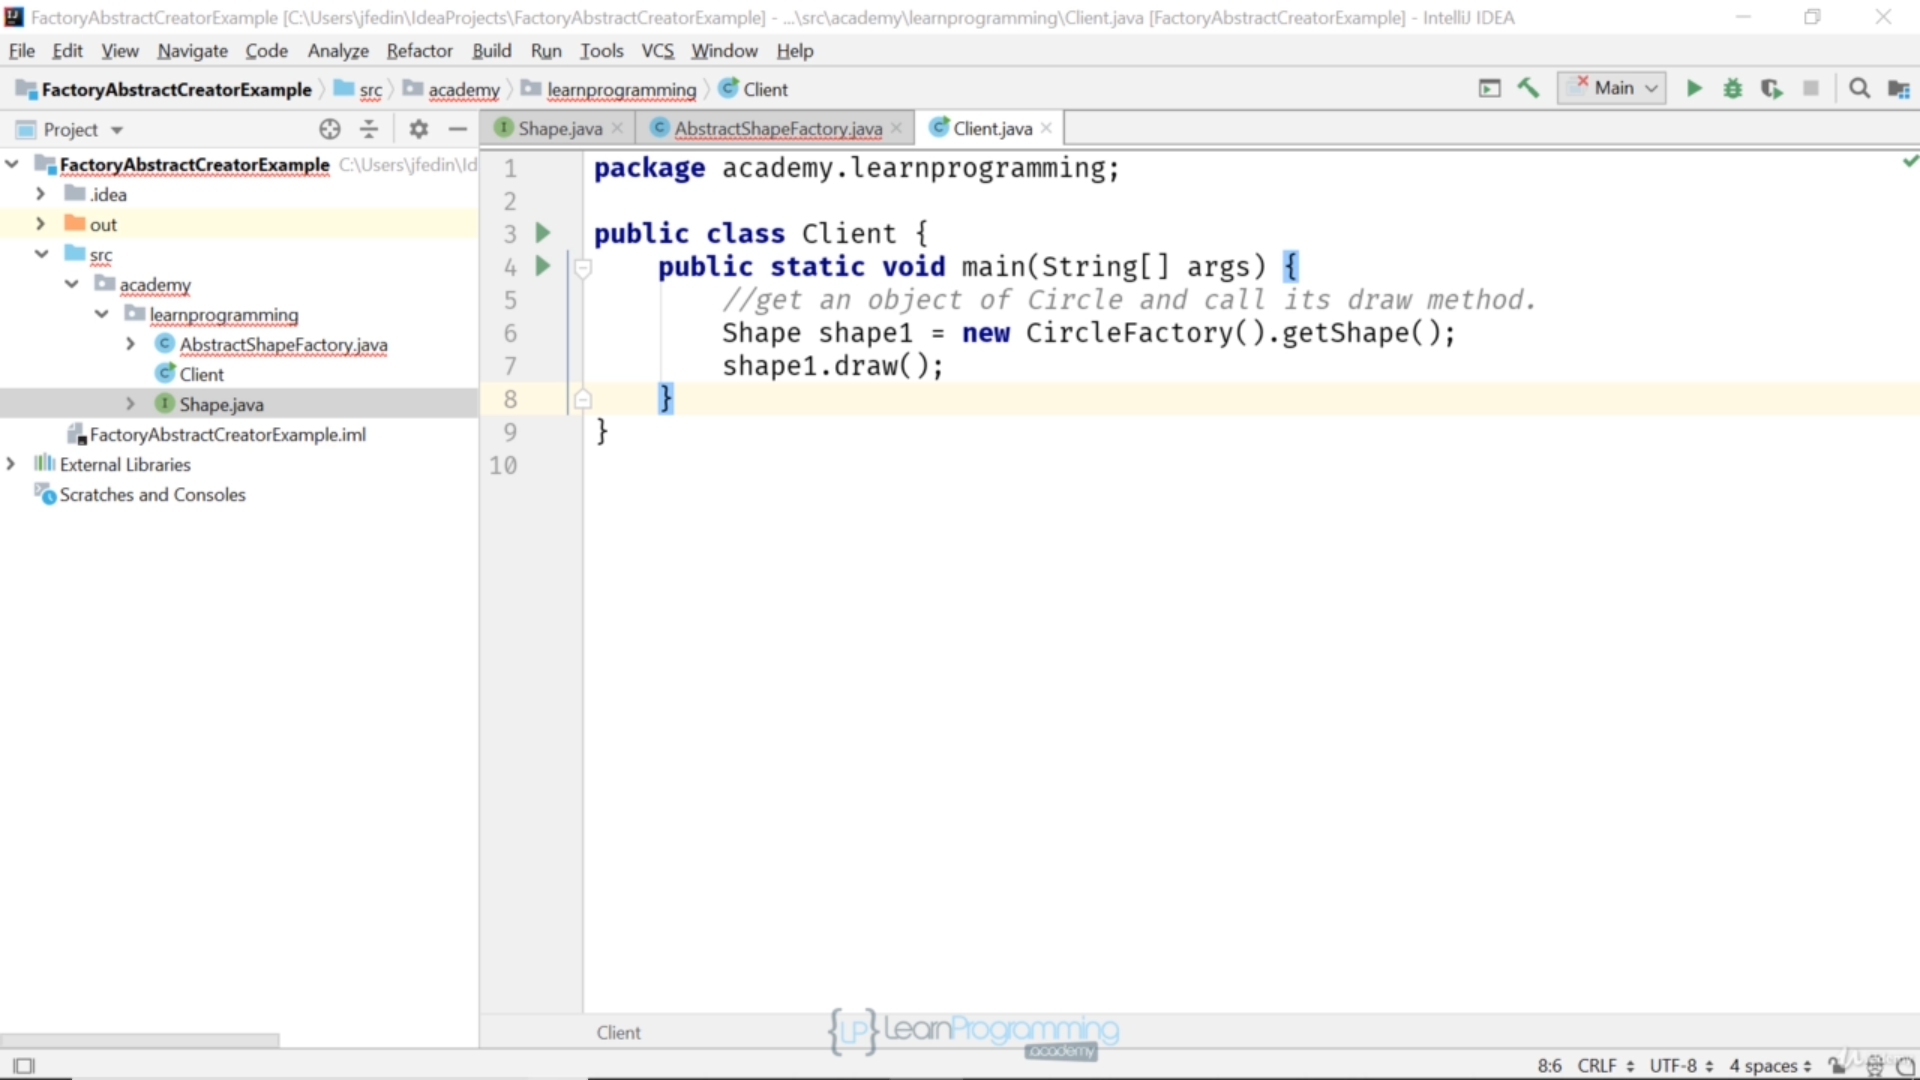 FactoryAbstractCreatorExample [C:\Users\jfedin\IdeaProjects\FactoryAbstractCreatorExample] - ...\src\academy\learnprogramming\Client.java [FactoryAbstractCreatorExample] - IntelliJ IDEA
File Edit View Navigate Code Analyze Refactor Build Run Tools VCS Window Help
FactoryAbstractCreatorExample src academy learnprogramming Client Main
Project Shape.java AbstractShapeFactory.java Client.java
FactoryAbstractCreatorExample C:\Users\jfedin\Id
.idea
out
src
academy
learnprogramming
AbstractShapeFactory.java
Client
Shape.java
FactoryAbstractCreatorExample.iml
External Libraries
Scratches and Consoles
1 package academy.learnprogramming;
2
3 public class Client {
4 public static void main(String[] args) {
5 //get an object of Circle and call its draw method.
6 Shape shape1 = new CircleFactory().getShape();
7 shape1.draw();
8 }
9 }
10
Client
{LP} LearnProgramming
academy
8:6 CRLF UTF-8 4 spaces